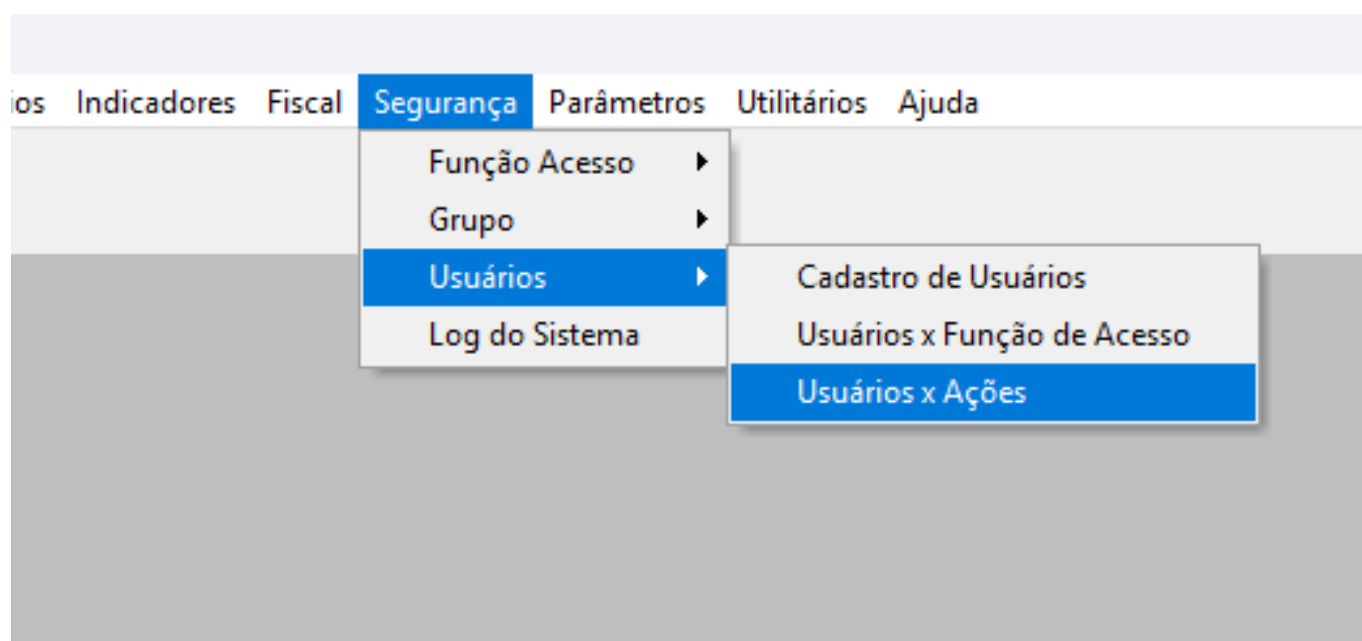 Indicadores Fiscal Segurança Parâmetros Utilitários Ajuda
Função Acesso
Grupo
Usuários
Log do Sistema
Cadastro de Usuários
Usuários x Função de Acesso
Usuários x Ações